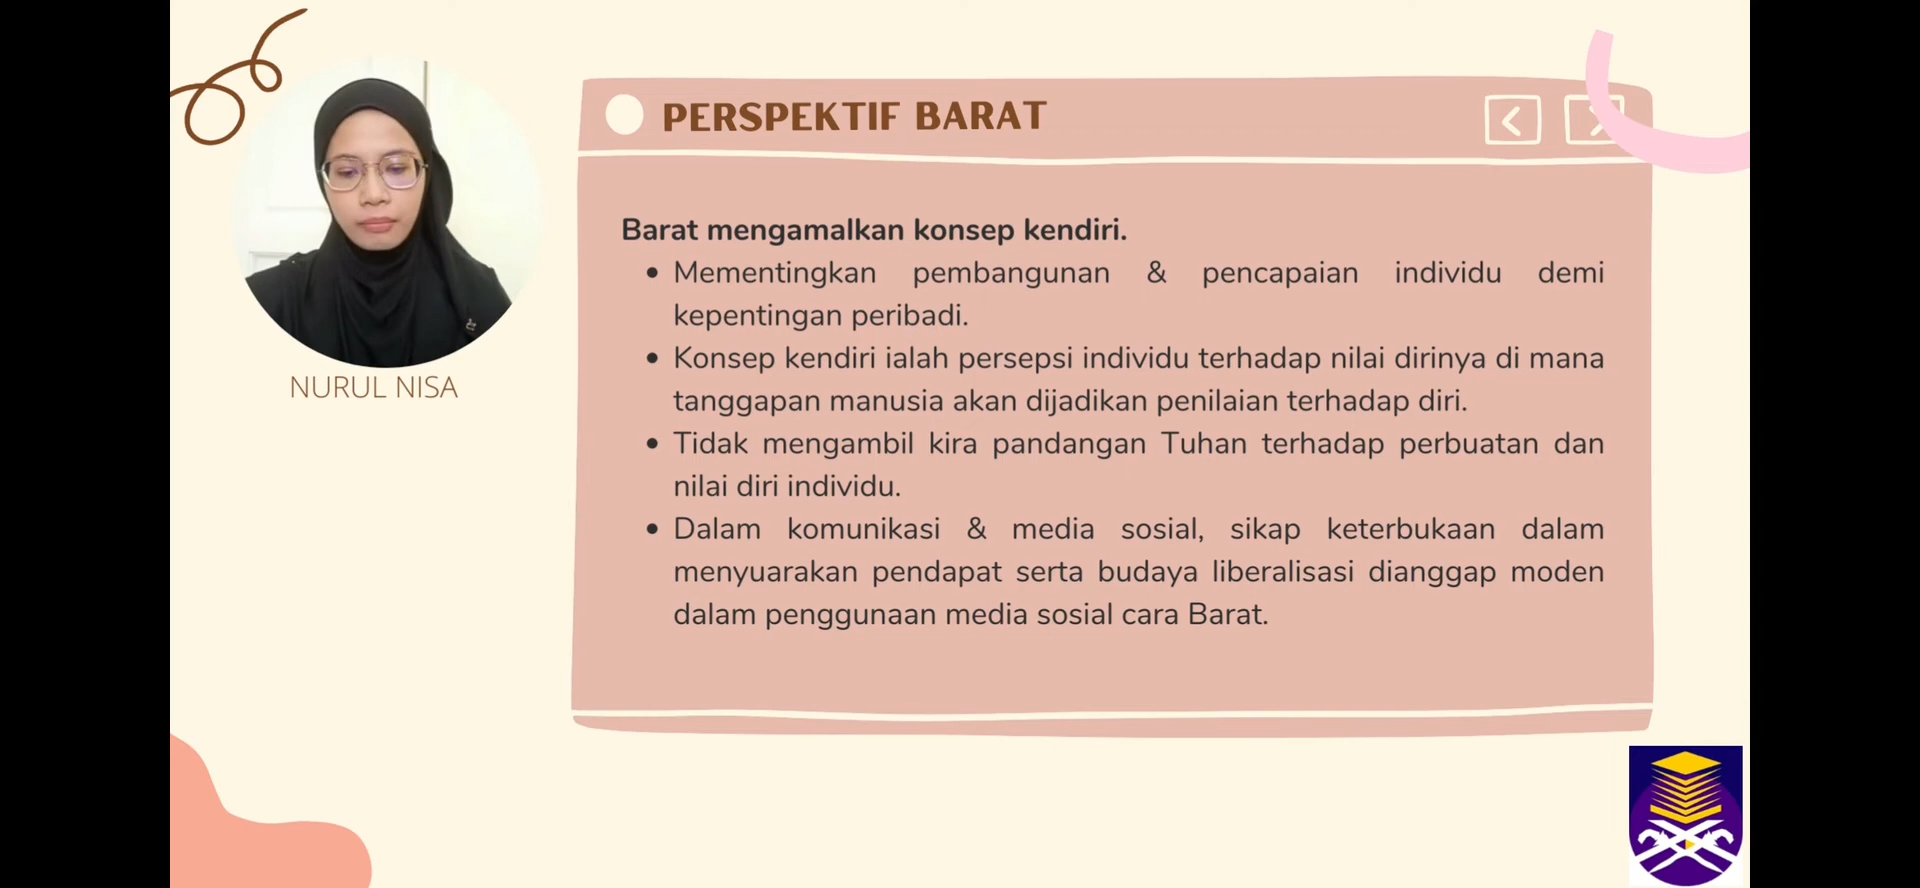 PERSPEKTIF BARAT
NURUL NISA
Barat mengamalkan konsep kendiri.
• Mementingkan pembangunan & pencapaian individu demi
kepentingan peribadi.
• Konsep kendiri ialah persepsi individu terhadap nilai dirinya di mana
tanggapan manusia akan dijadikan penilaian terhadap diri.
• Tidak mengambil kira pandangan Tuhan terhadap perbuatan dan
nilai diri individu.
• Dalam komunikasi & media sosial, sikap keterbukaan dalam
menyuarakan pendapat serta budaya liberalisasi dianggap moden
dalam penggunaan media sosial cara Barat.